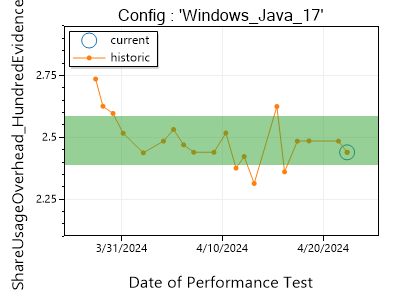 Config : 'Windows_Java_17'
ShareUsageOverhead_HundredEvidence
current
historic
2.75
2.5
2.25
3/31/2024 4/10/2024 4/20/2024
Date of Performance Test